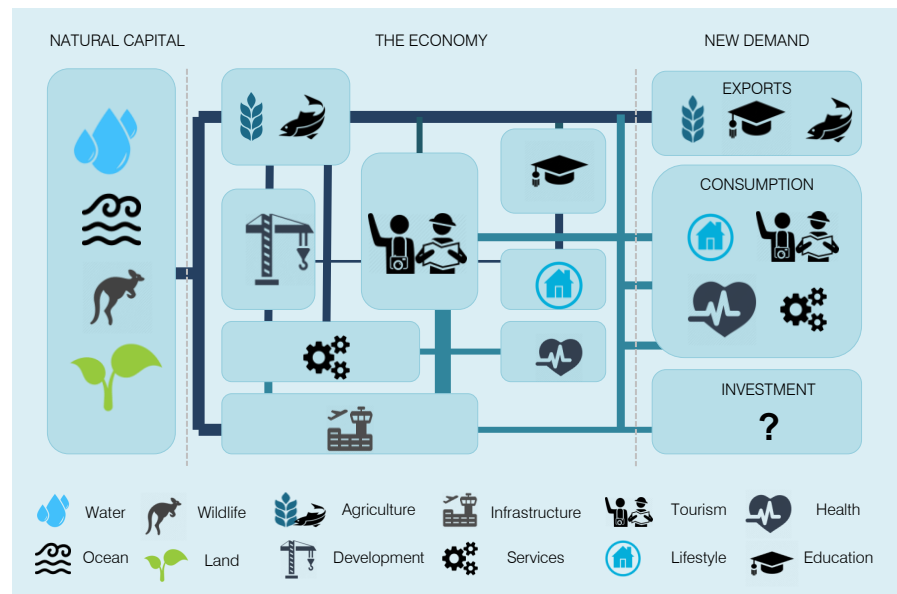 NATURAL CAPITAL
THE ECONOMY
NEW DEMAND
EXPORTS
CONSUMPTION
INVESTMENT
?
Water
Wildlife
Agriculture
Infrastructure
Tourism
Health
Ocean
Land
Development
Services
Lifestyle
Education